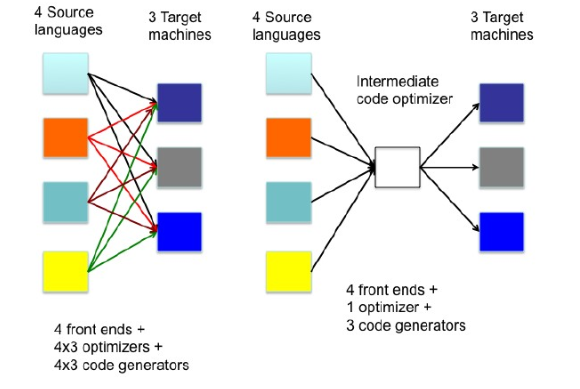 4 Source
languages
3 Target
machines
4 front ends +
4x3 optimizers +
4x3 code generators
4 Source
languages
3 Target
machines
Intermediate
code optimizer
4 front ends +
1 optimizer +
3 code generators